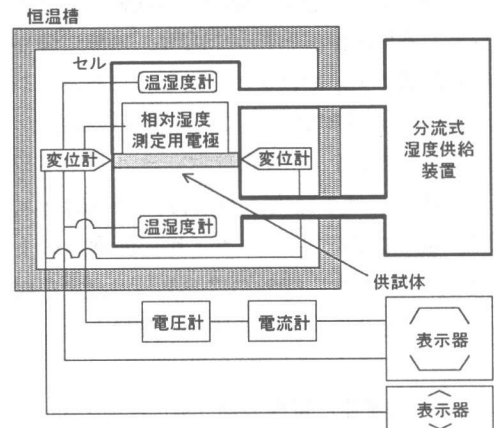 恒温槽
セル
温湿度計
相対湿度
測定用電極
変位計
変位計
分流式
湿度供給
装置
温湿度計
供試体
電圧計
電流計
表示器
表示器